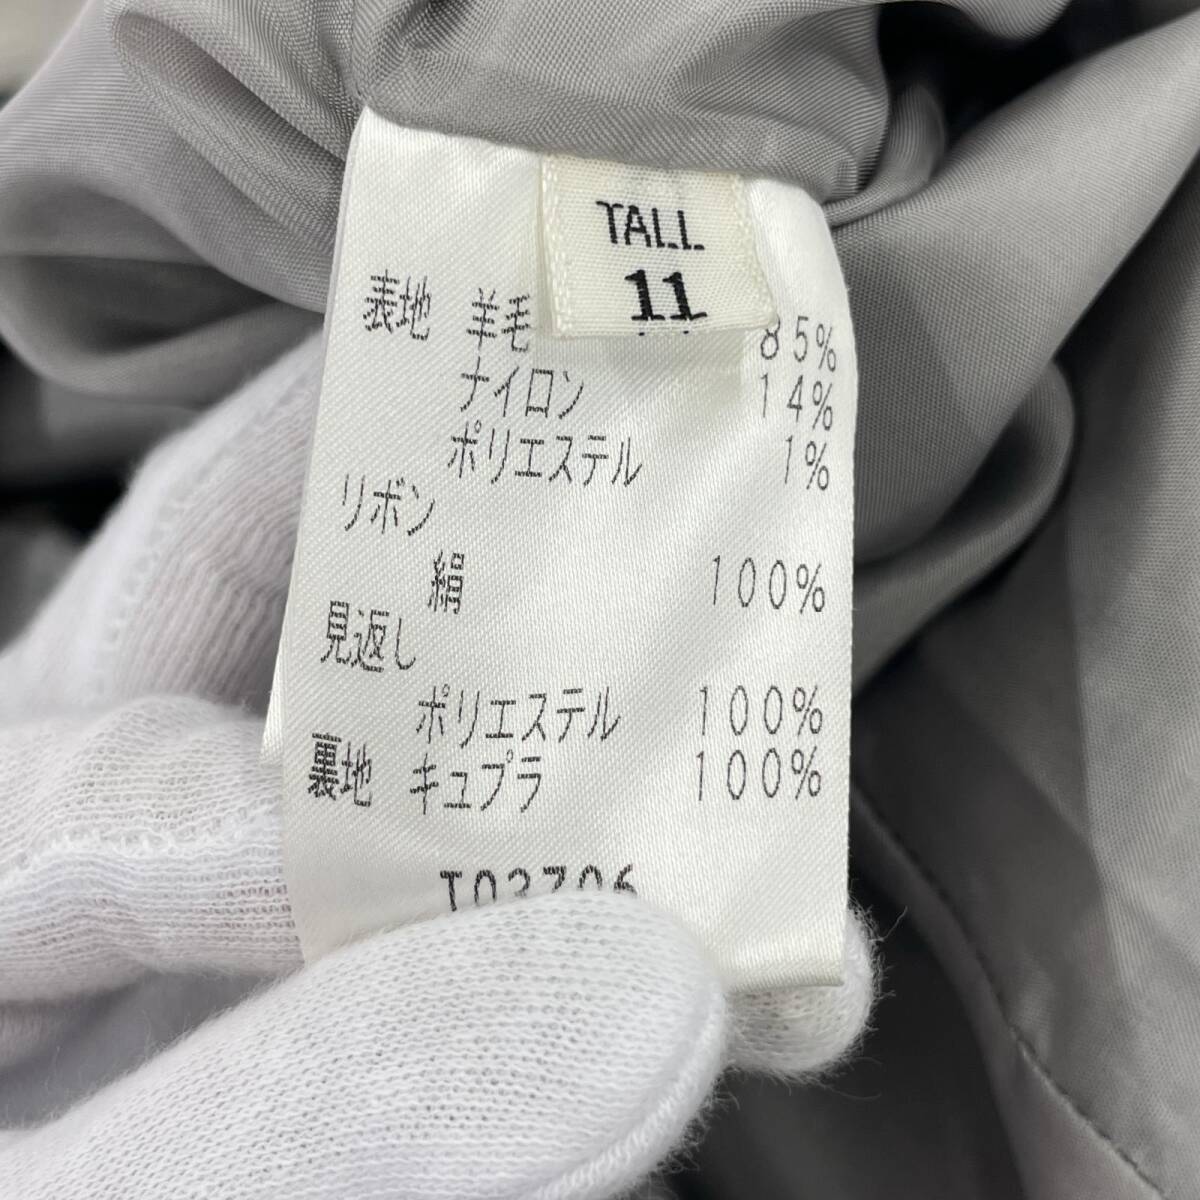 TALL
11
表地 羊毛 85%
ナイロン 14%
ポリエステル 1%
リボン
絹 100%
見返し
ポリエステル 100%
裏地 キュプラ 100%